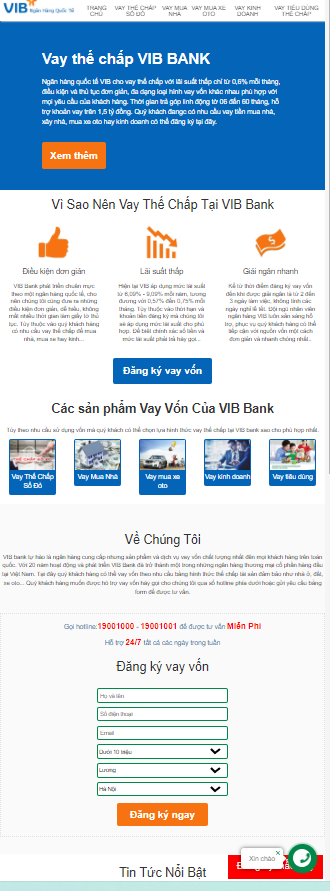 VIB Ngân Hàng Quốc Tế
TRANG CHỦ
VAY THẾ CHẤP SỔ ĐỎ
VAY MUA NHÀ
VAY MUA XE OTO
VAY KINH DOANH
VAY TIÊU DÙNG THẾ CHẤP
Vay thế chấp VIB BANK
Ngân hàng quốc tế VIB cho vay thế chấp với lãi suất thấp chỉ từ 0,6% mỗi tháng,
điều kiện và thủ tục đơn giản, đa dạng loại hình vay vốn khác nhau phù hợp với
mọi yêu cầu của khách hàng. Thời gian trả góp linh động từ 06 đến 60 tháng, hỗ
trợ khoản vay trên 1,5 tỷ đồng. Quý khách đangc có nhu cầu vay tiền mua nhà,
xây nhà, mua xe oto hay kinh doanh có thể đăng ký tại đây.
Xem thêm
Vì Sao Nên Vay Thế Chấp Tại VIB Bank
Điều kiện đơn giản
VIB Bank phát triển chuẩn mực
theo một ngân hàng quốc tế, cho
nên chúng tôi cũng đưa ra những
điều kiện đơn giản, dễ hiểu, không
mất nhiều thời gian làm giấy tờ thủ
tục. Tùy thuộc vào quý khách hàng
có nhu cầu vay thế chấp để mua
nhà, mua xe hay kinh...
Lãi suất thấp
Hiện tại VIB áp dụng mức lãi suất
từ 6,09% - 9,09% mỗi năm, tương
đương với 0,57% đến 0,75% mỗi
tháng. Tùy thuộc vào thời hạn và
khoản tiền đăng ký mà chúng tôi
sẽ áp dụng mức lãi suất cho phù
hợp. Để biết chính xác số tiền và
mức lãi suất phải trả hãy gọi...
Giải ngân nhanh
Kể từ thời điểm đăng ký vay vốn
đến khi được giải ngân là từ 2 đến
3 ngày làm việc, không tính các
ngày nghỉ lễ tết. Đội ngũ nhân viên
ngân hàng VIB luôn sẵn sàng hỗ
trợ, phục vụ quý khách hàng có thể
tiếp cận với nguồn vốn một cách
đơn giản và nhanh chóng nhất...
Đăng ký vay vốn
Các sản phẩm Vay Vốn Của VIB Bank
Tùy theo nhu cầu sử dụng vốn mà quý khách có thể chọn lựa hình thức vay thế chấp tại VIB bank sao cho phù hợp nhất.
Vay Thế Chấp
Sổ Đỏ
Vay Mua Nhà
Vay mua xe
oto
Vay kinh doanh
Vay tiêu dùng
Về Chúng Tôi
VIB bank tự hào là ngân hàng cung cấp nhưng sản phẩm và dịch vụ vay vốn chất lượng nhất đến mọi khách hàng trên toàn
quốc. Với 20 năm hoạt động và phát triển VIB Bank đã trở thành một trong những ngân hàng thương mại cổ phần hàng đầu
tại Việt Nam. Tại đây quý khách hàng có thể vay vốn theo nhu cầu bằng hình thức thế chấp tài sản đảm bảo như nhà ở, đất,
xe oto... Quý khách hàng muốn được hỗ trợ vay vốn hãy gọi cho chúng tôi qua số hotline phía dưới hoặc gửi yêu cầu bằng
form để được tư vấn.
Gọi hotline:19001000 - 19001001 để được tư vấn Miễn Phí
Hỗ trợ 24/7 tất cả các ngày trong tuần
Đăng ký vay vốn
Họ và tên
Số điện thoại
Email
Dưới 10 triệu
Lương
Hà Nội
Đăng ký ngay
Tin Tức Nổi Bật
Xin chào